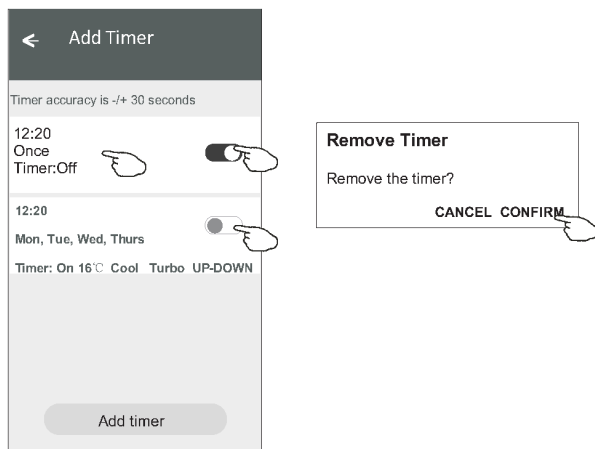 Add Timer
Timer accuracy is -/+ 30 seconds
12:20
Once
Timer:Off
12:20
Mon, Tue, Wed, Thurs
Timer: On 16℃ Cool Turbo UP-DOWN
Add timer
Remove Timer
Remove the timer?
CANCEL CONFIRM